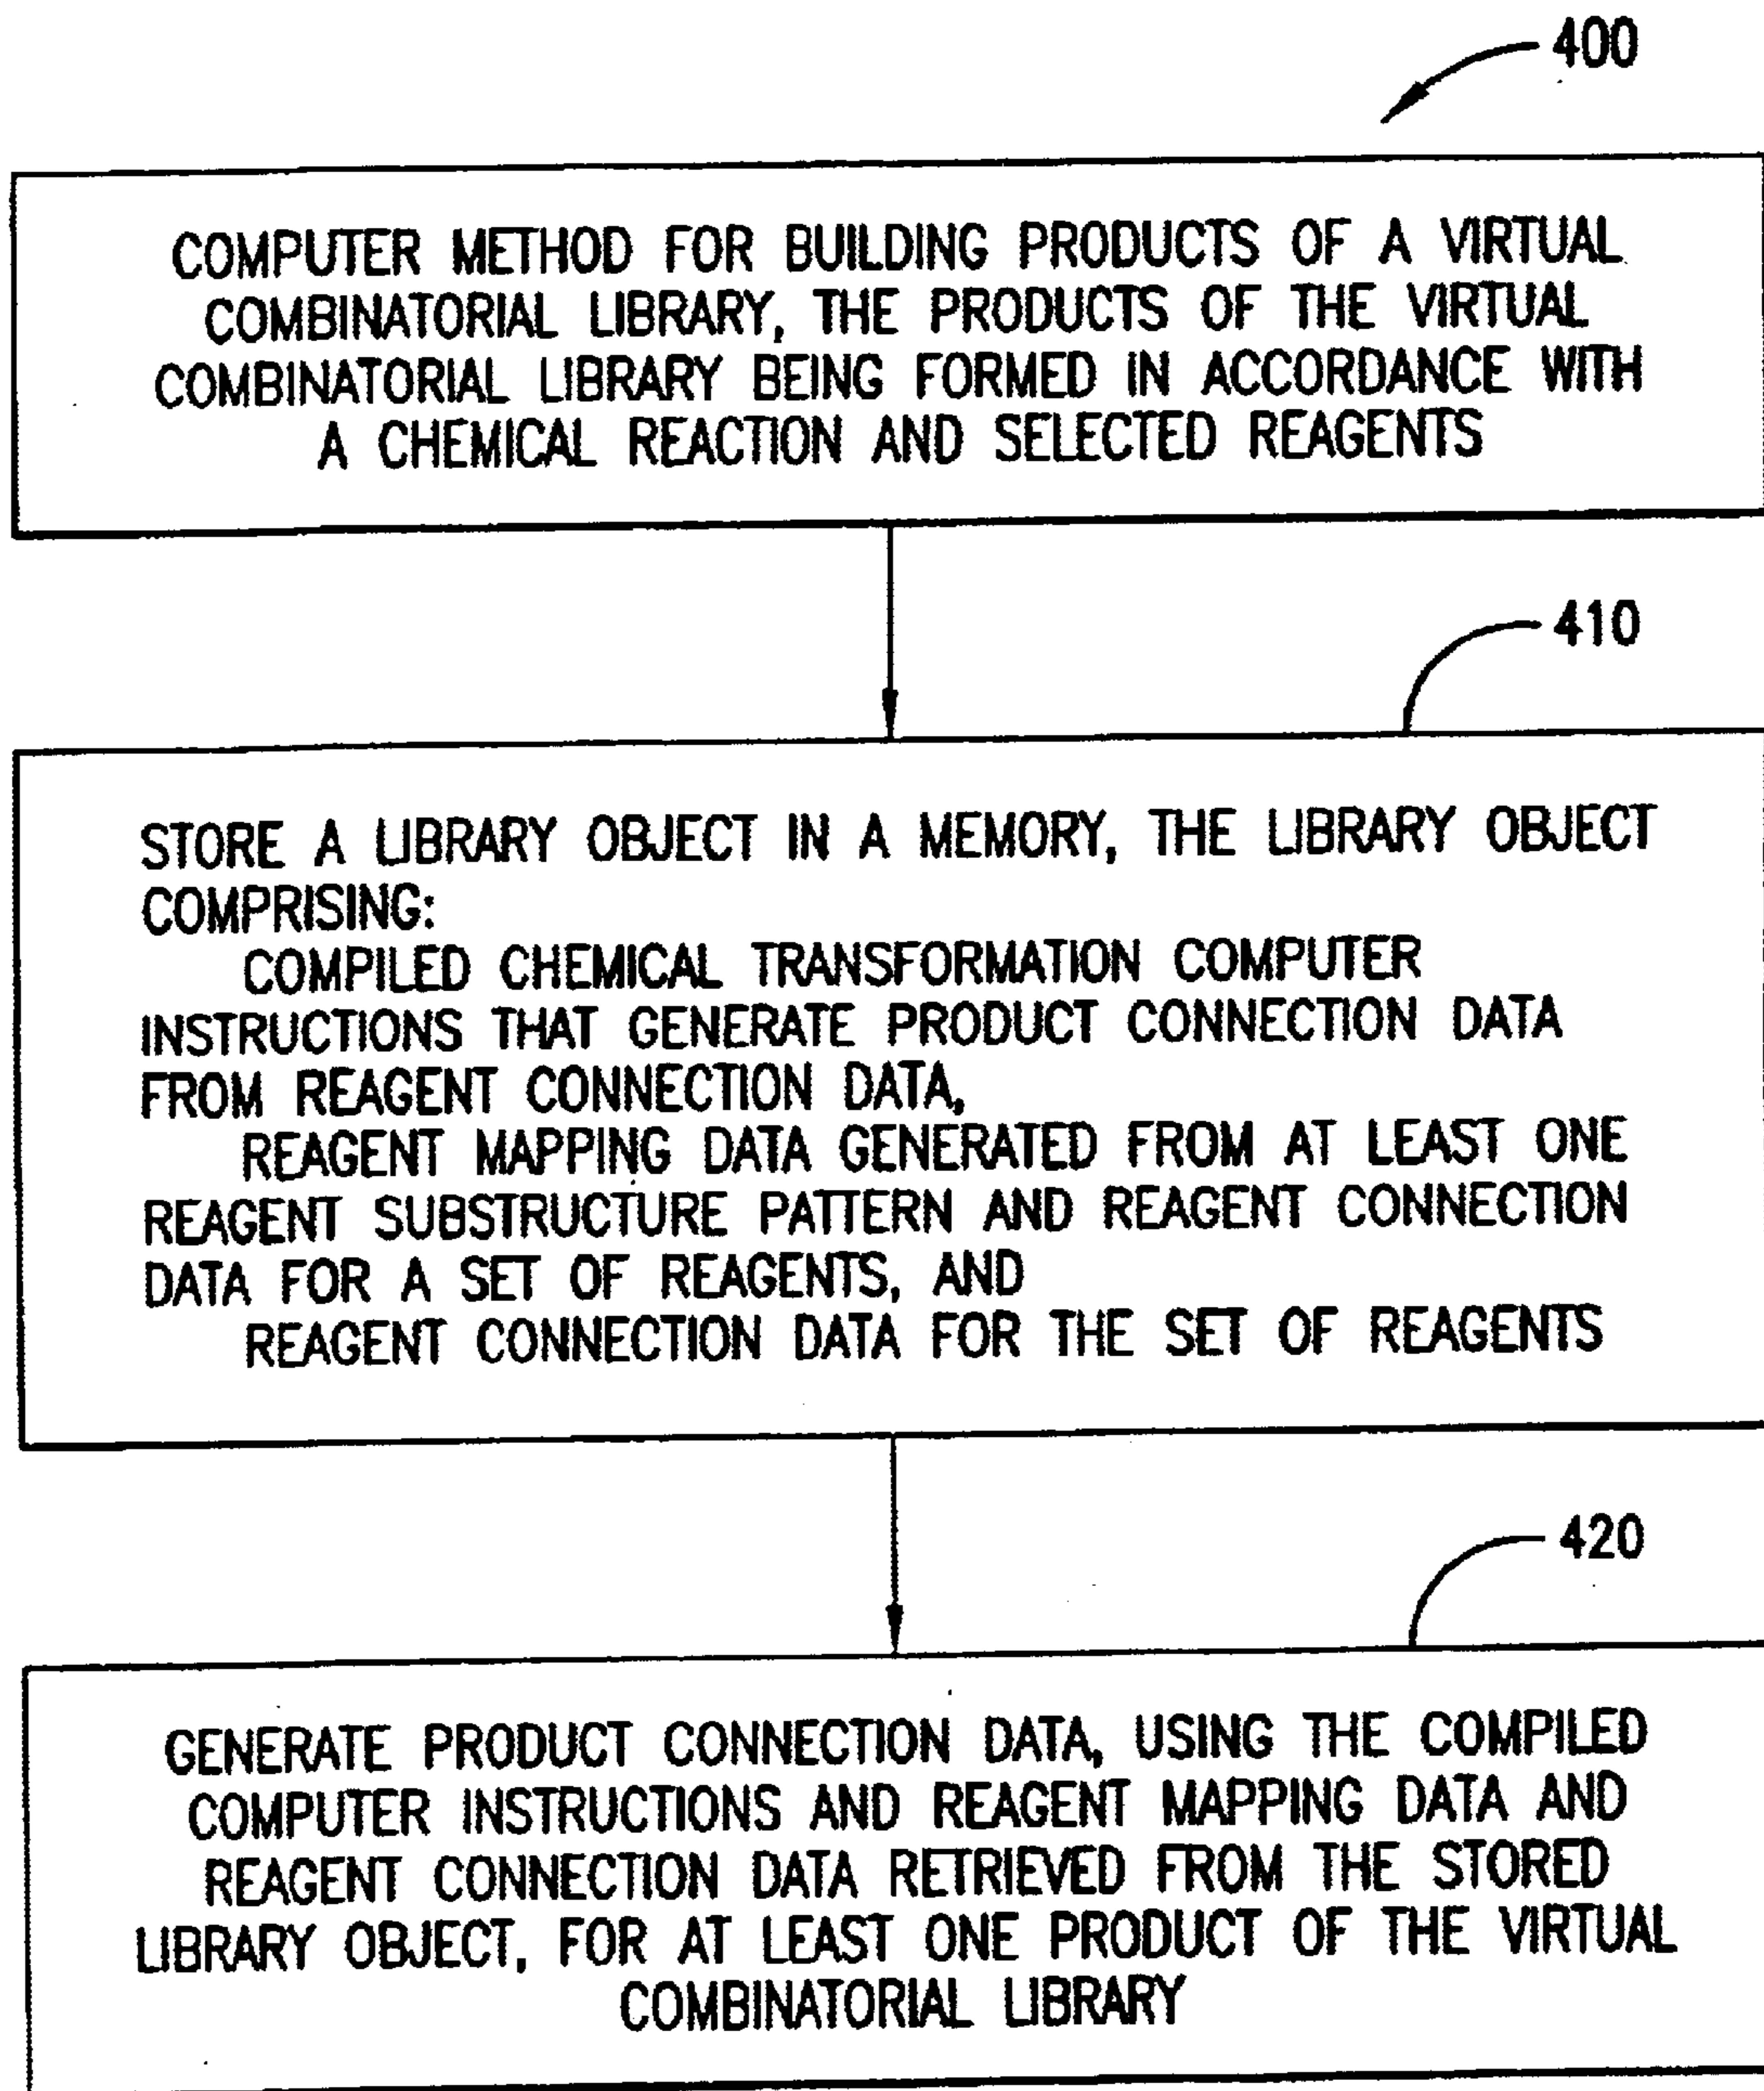 400
COMPUTER METHOD FOR BUILDING PRODUCTS OF A VIRTUAL
COMBINATORIAL LIBRARY, THE PRODUCTS OF THE VIRTUAL
COMBINATORIAL LIBRARY BEING FORMED IN ACCORDANCE WITH
A CHEMICAL REACTION AND SELECTED REAGENTS
410
STORE A LIBRARY OBJECT IN A MEMORY, THE LIBRARY OBJECT
COMPRISING:
COMPILED CHEMICAL TRANSFORMATION COMPUTER
INSTRUCTIONS THAT GENERATE PRODUCT CONNECTION DATA
FROM REAGENT CONNECTION DATA,
REAGENT MAPPING DATA GENERATED FROM AT LEAST ONE
REAGENT SUBSTRUCTURE PATTERN AND REAGENT CONNECTION
DATA FOR A SET OF REAGENTS, AND
REAGENT CONNECTION DATA FOR THE SET OF REAGENTS
420
GENERATE PRODUCT CONNECTION DATA, USING THE COMPILED
COMPUTER INSTRUCTIONS AND REAGENT MAPPING DATA AND
REAGENT CONNECTION DATA RETRIEVED FROM THE STORED
LIBRARY OBJECT, FOR AT LEAST ONE PRODUCT OF THE VIRTUAL
COMBINATORIAL LIBRARY